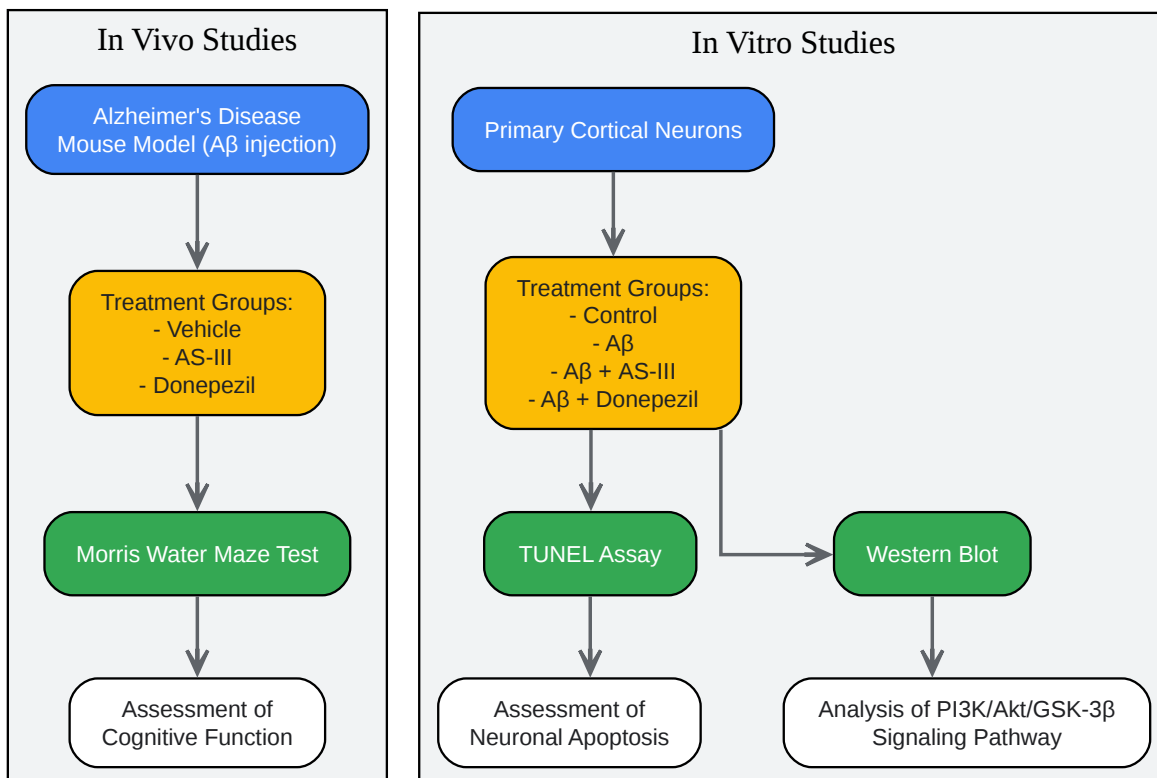 In Vivo Studies
Alzheimer's Disease
Mouse Model (Aβ injection)
Treatment Groups:
- Vehicle
- AS-III
- Donepezil
Morris Water Maze Test
Assessment of
Cognitive Function
In Vitro Studies
Primary Cortical Neurons
Treatment Groups:
- Control
- Aβ
- Aβ + AS-III
- Aβ + Donepezil
TUNEL Assay
Western Blot
Assessment of
Neuronal Apoptosis
Analysis of PI3K/Akt/GSK-3β
Signaling Pathway